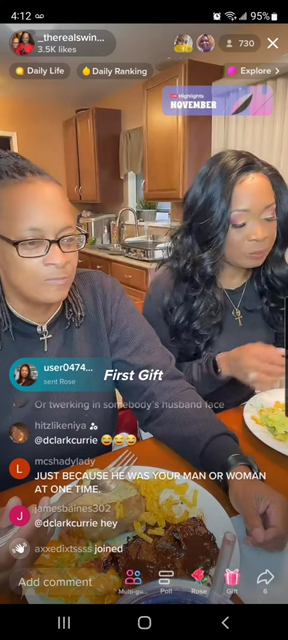 4:12
95%
_therealswin...
3.5K likes
730
Daily Life
Daily Ranking
Explore >
Highlights
NOVEMBER
user0474...
sent Rose
First Gift
Or twerking in somebody's husband face
hitzlikeniya
@dclarkcurrie 😂😂😂
L
mcshadylady
JUST BECAUSE HE WAS YOUR MAN OR WOMAN
AT ONE TIME.
J
jamesbaines302
@dclarkcurrie hey
axxedixtssss joined
Add comment
Multi-gu...
Poll
Rose
Gift
6